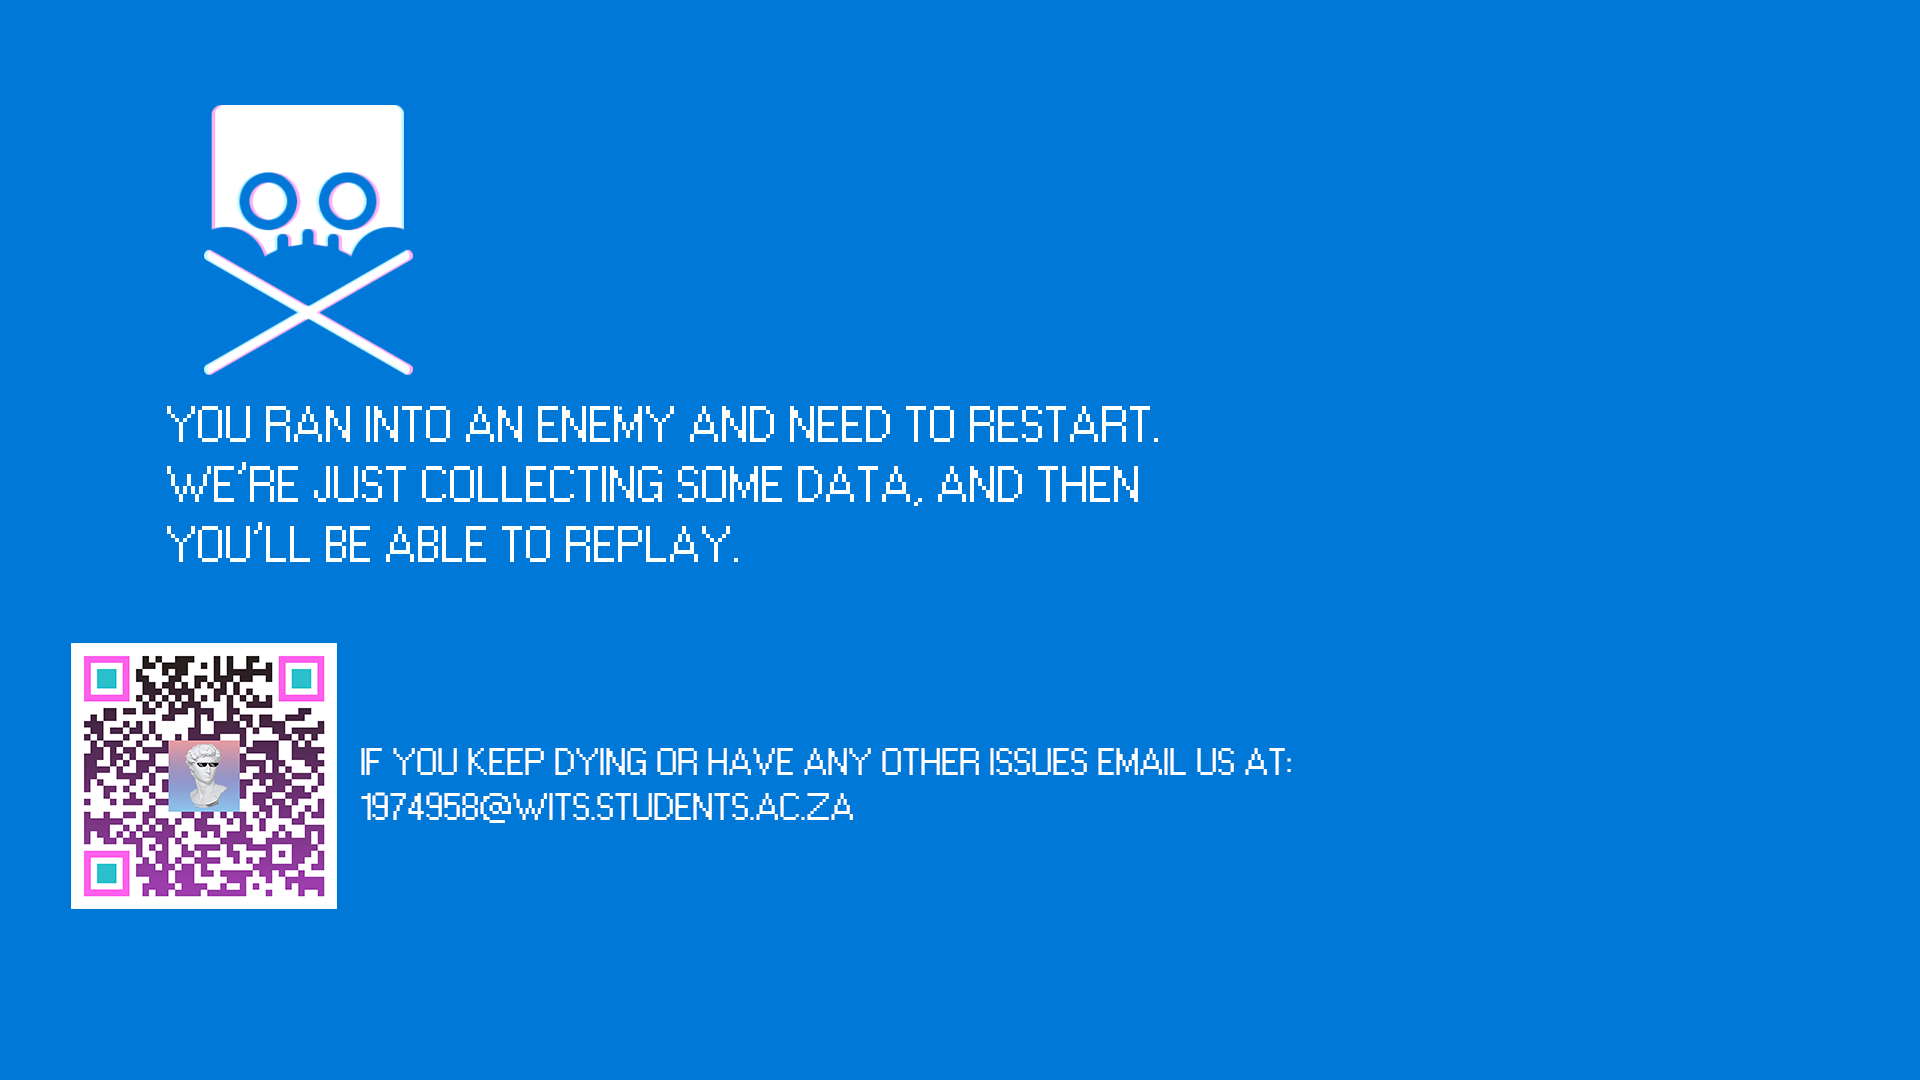 YOU RAN INTO AN ENEMY AND NEED TO RESTART.
WE'RE JUST COLLECTING SOME DATA, AND THEN
YOU'LL BE ABLE TO REPLAY.
IF YOU KEEP DYING OR HAVE ANY OTHER ISSUES EMAIL US AT:
1974958@WITS.STUDENTS.AC.ZA